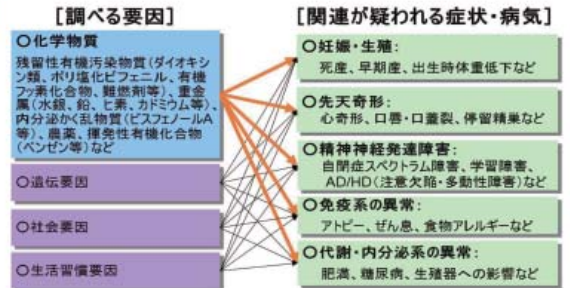 [調べる要因]
○化学物質
残留性有機汚染物質(ダイオキシ
ン類、ポリ塩化ビフェニル、有機
フッ素化合物、難燃剤等)、重金
属(水銀、鉛、ヒ素、カドミウム等)、
内分泌かく乱物質(ビスフェノールA
等)、農薬、揮発性有機化合物
(ベンゼン等)など
○遺伝要因
○社会要因
○生活習慣要因
[関連が疑われる症状・病気]
○妊娠・生殖:
死産、早期産、出生時体重低下など
○先天奇形:
心奇形、口唇・口蓋裂、停留精巣など
○精神神経発達障害:
自閉症スペクトラム障害、学習障害、
AD/HD(注意欠陥・多動性障害)など
○免疫系の異常:
アトピー、ぜん息、食物アレルギーなど
○代謝・内分泌系の異常:
肥満、糖尿病、生殖器への影響など